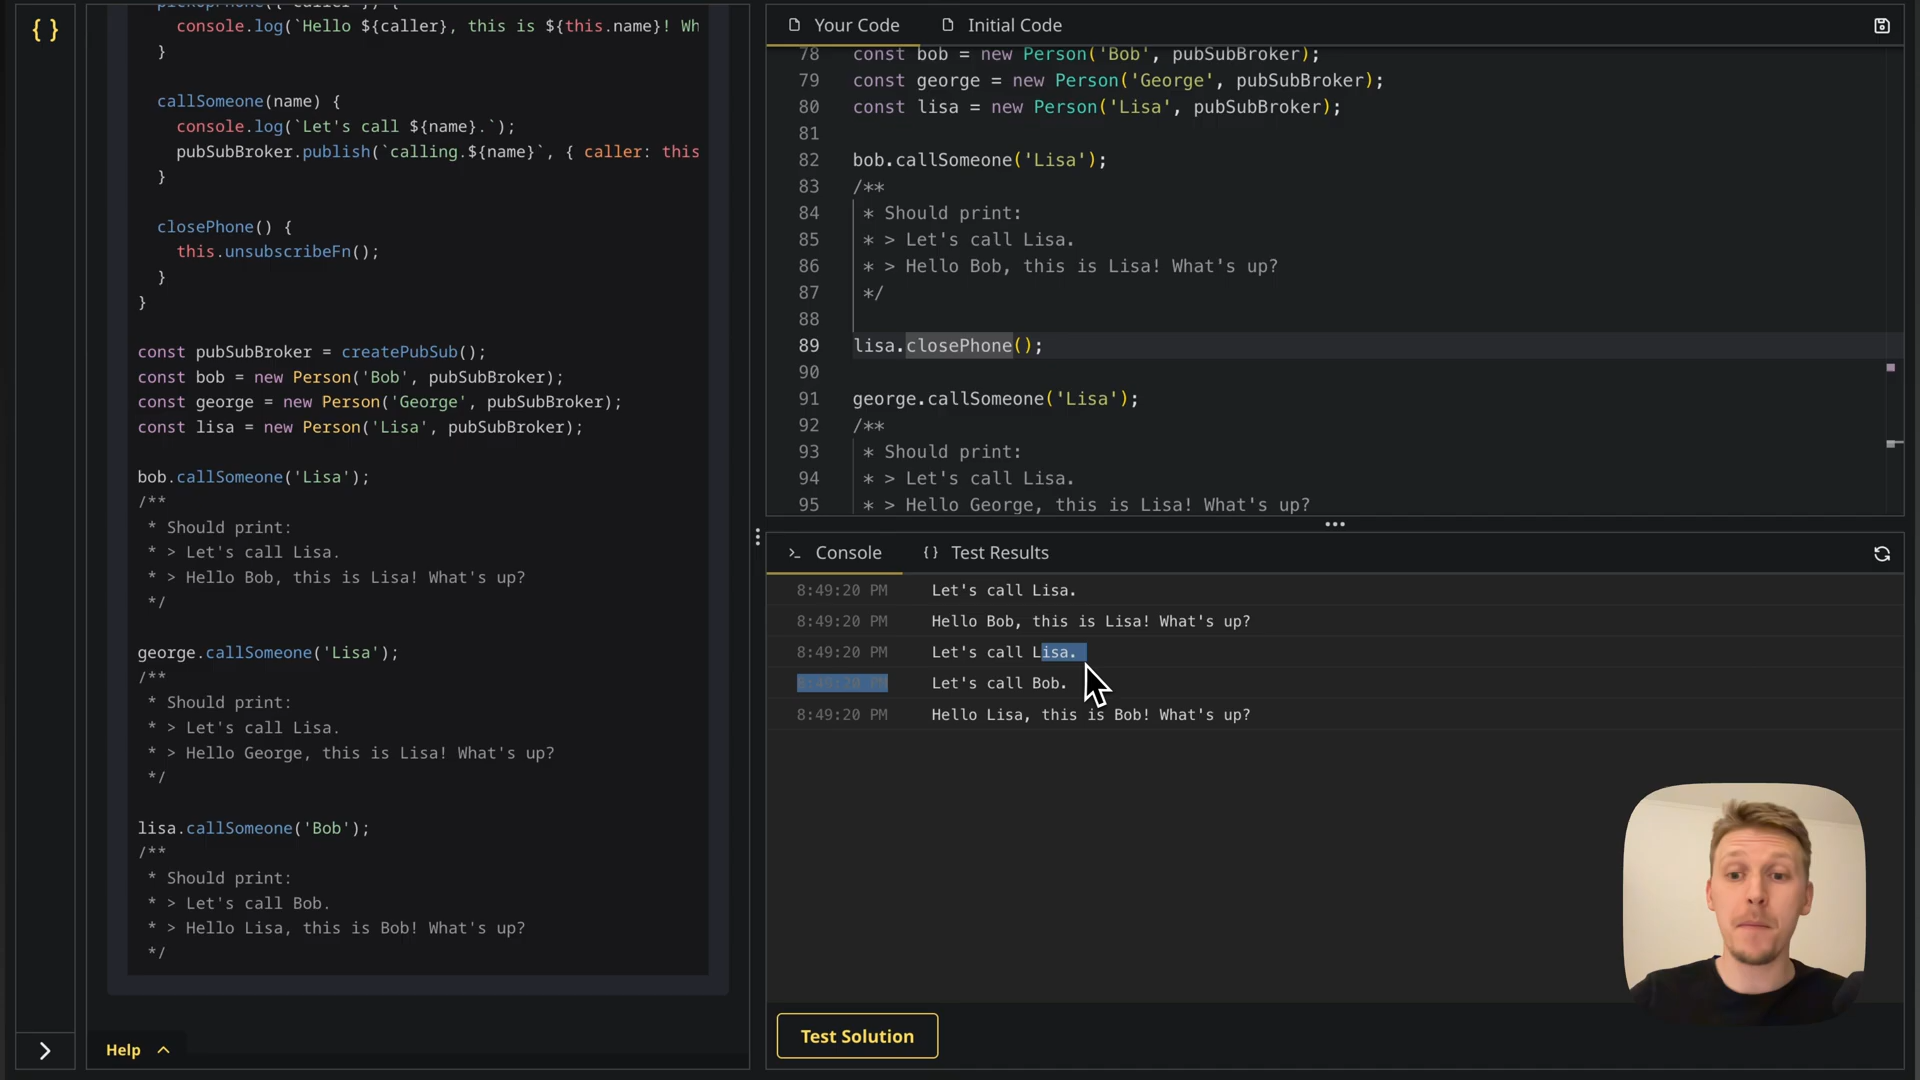 { }
pickUpPhone({ caller }) {
console.log(`Hello ${caller}, this is ${this.name}! Wh
}
callSomeone(name) {
console.log(`Let's call ${name}.`);
pubSubBroker.publish(`calling.${name}`, { caller: this
}
closePhone() {
this.unsubscribeFn();
}
}
const pubSubBroker = createPubSub();
const bob = new Person('Bob', pubSubBroker);
const george = new Person('George', pubSubBroker);
const lisa = new Person('Lisa', pubSubBroker);
bob.callSomeone('Lisa');
/**
* Should print:
* > Let's call Lisa.
* > Hello Bob, this is Lisa! What's up?
*/
george.callSomeone('Lisa');
/**
* Should print:
* > Let's call Lisa.
* > Hello George, this is Lisa! What's up?
*/
lisa.callSomeone('Bob');
/**
* Should print:
* > Let's call Bob.
* > Hello Lisa, this is Bob! What's up?
*/
Help
Your Code Initial Code
78 const bob = new Person('Bob', pubSubBroker);
79 const george = new Person('George', pubSubBroker);
80 const lisa = new Person('Lisa', pubSubBroker);
81
82 bob.callSomeone('Lisa');
83 /**
84 * Should print:
85 * > Let's call Lisa.
86 * > Hello Bob, this is Lisa! What's up?
87 */
88
89 lisa.closePhone();
90
91 george.callSomeone('Lisa');
92 /**
93 * Should print:
94 * > Let's call Lisa.
95 * > Hello George, this is Lisa! What's up?
>_ Console {} Test Results
8:49:20 PM Let's call Lisa.
8:49:20 PM Hello Bob, this is Lisa! What's up?
8:49:20 PM Let's call Lisa.
8:49:20 PM Let's call Bob.
8:49:20 PM Hello Lisa, this is Bob! What's up?
Test Solution